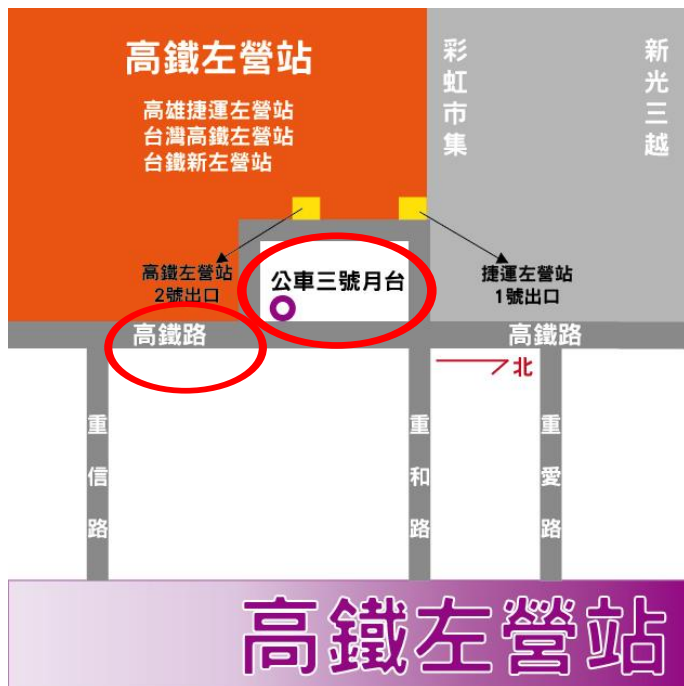 高鐵左營站
高雄捷運左營站
台灣高鐵左營站
台鐵新左營站
彩虹市集
新光三越
高鐵左營站
2號出口
公車三號月台
捷運左營站
1號出口
高鐵路
高鐵路
北
重信路
重和路
重愛路
高鐵左營站